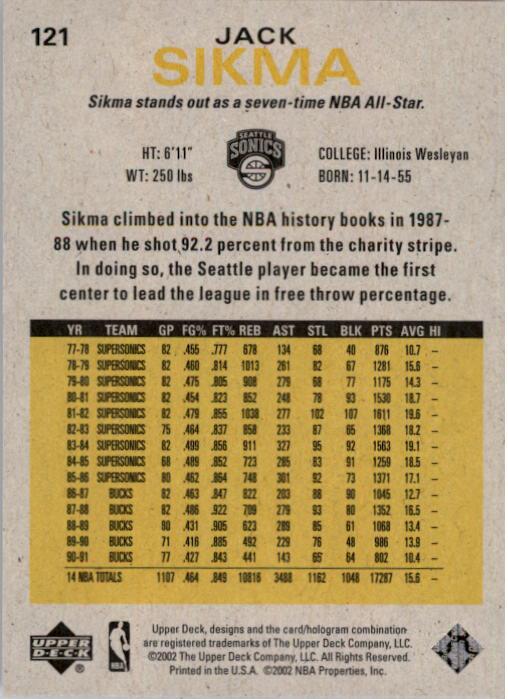 121
JACK
SIKMA
Sikma stands out as a seven-time NBA All-Star.
HT: 6'11"
WT: 250 lbs
SEATTLE
SONICS
COLLEGE: Illinois Wesleyan
BORN: 11-14-55
Sikma climbed into the NBA history books in 1987-
88 when he shot 92.2 percent from the charity stripe.
In doing so, the Seattle player became the first
center to lead the league in free throw percentage.
YR TEAM GP FG% FT% REB AST STL BLK PTS AVG HI
77-78 SUPERSONICS 82 .455 .777 678 134 68 40 876 10.7 –
78-79 SUPERSONICS 82 .460 .814 1013 261 82 67 1281 15.6 –
79-80 SUPERSONICS 82 .475 .805 908 279 68 77 1175 14.3 –
80-81 SUPERSONICS 82 .454 .823 852 248 78 93 1530 18.7 –
81-82 SUPERSONICS 82 .479 .855 1038 277 102 107 1611 19.6 –
82-83 SUPERSONICS 75 .464 .837 858 233 87 65 1368 18.2 –
83-84 SUPERSONICS 82 .499 .856 911 327 95 92 1563 19.1 –
84-85 SUPERSONICS 68 .489 .852 723 285 83 91 1259 18.5 –
85-86 SUPERSONICS 80 .462 .864 748 301 92 73 1371 17.1 –
86-87 BUCKS 82 .463 .847 822 203 88 90 1045 12.7 –
87-88 BUCKS 82 .486 .922 709 279 93 80 1352 16.5 –
88-89 BUCKS 80 .431 .905 623 289 85 61 1068 13.4 –
89-90 BUCKS 71 .416 .885 492 229 76 48 986 13.9 –
90-91 BUCKS 77 .427 .843 441 143 65 64 802 10.4 –
14 NBA TOTALS 1107 .464 .849 10816 3488 1162 1048 17287 15.6 –
UPPER
DECK
®
NBA
Upper Deck, designs and the card/hologram combination
are registered trademarks of The Upper Deck Company, LLC.
©2002 The Upper Deck Company, LLC. All Rights Reserved.
Printed in the U.S.A. ©2002 NBA Properties, Inc.